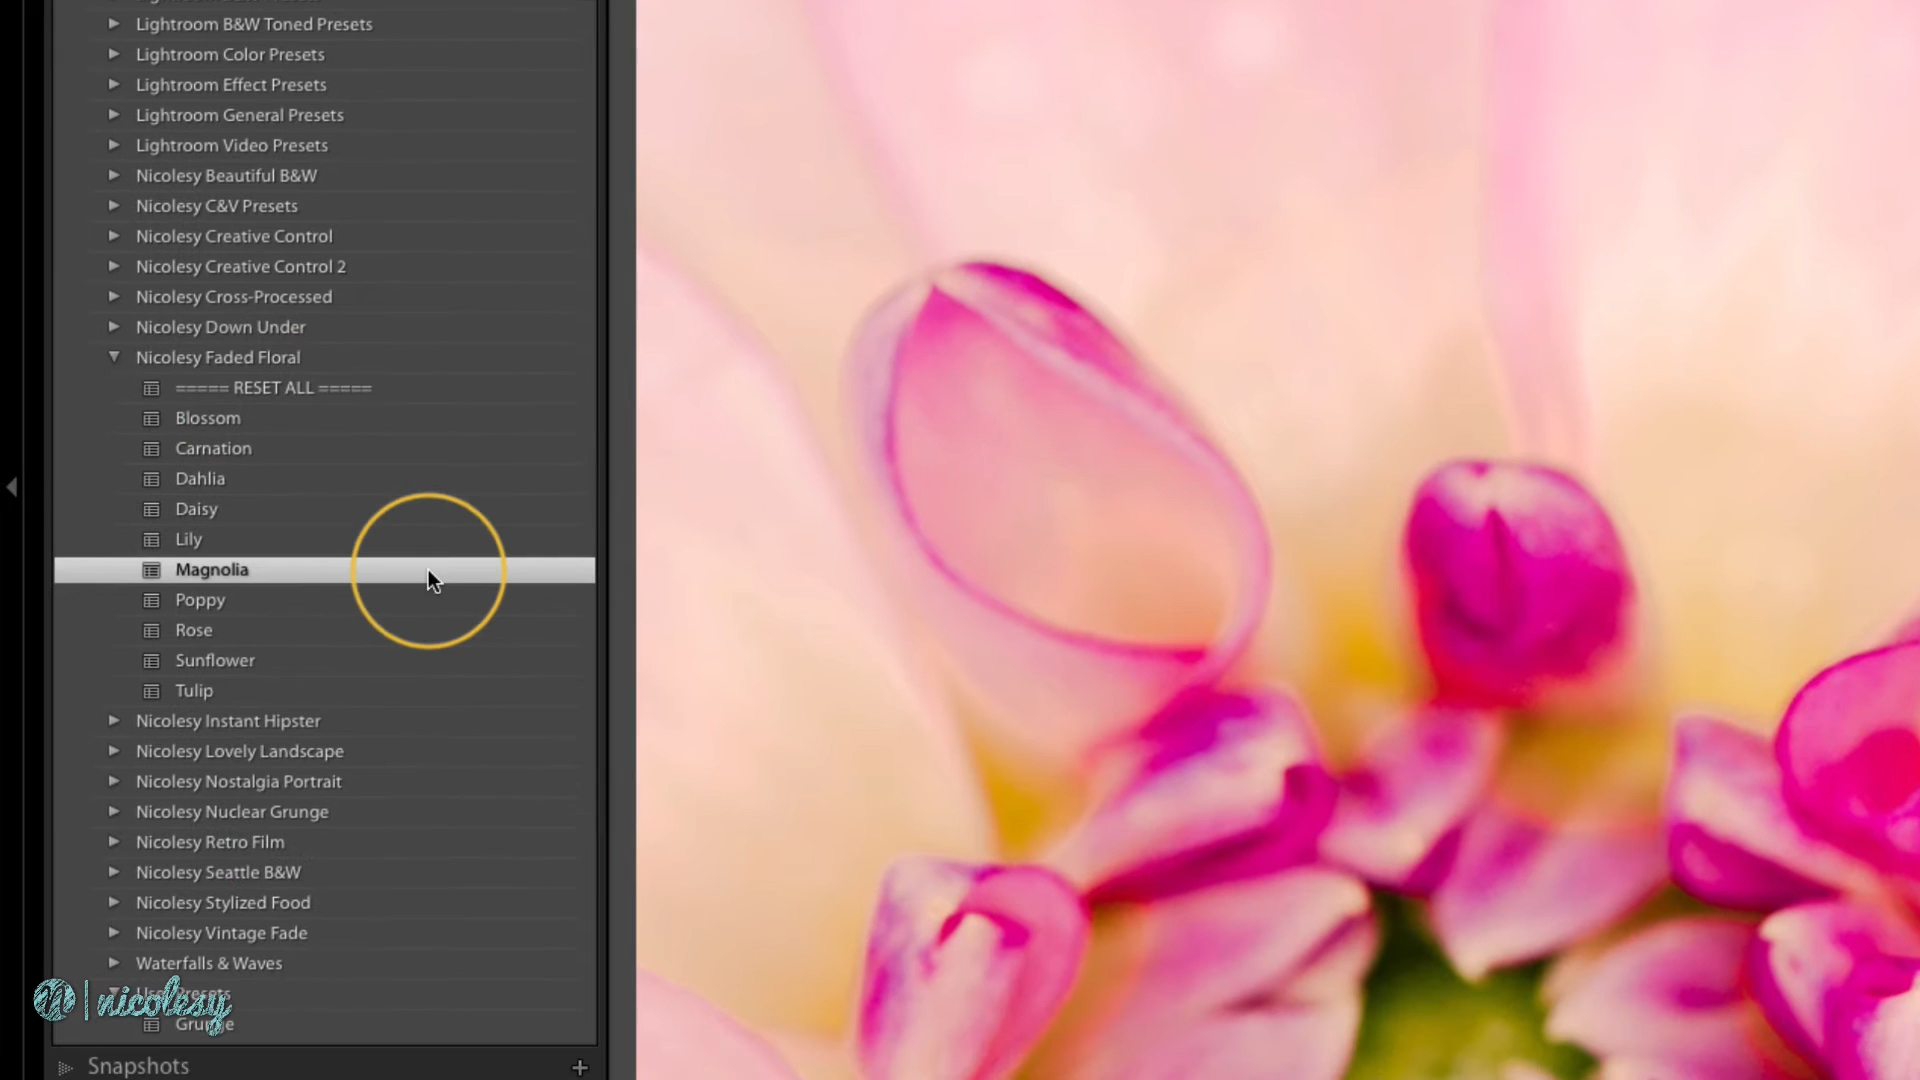 Lightroom B&W Toned Presets
Lightroom Color Presets
Lightroom Effect Presets
Lightroom General Presets
Lightroom Video Presets
Nicolesy Beautiful B&W
Nicolesy C&V Presets
Nicolesy Creative Control
Nicolesy Creative Control 2
Nicolesy Cross-Processed
Nicolesy Down Under
Nicolesy Faded Floral
===== RESET ALL =====
Blossom
Carnation
Dahlia
Daisy
Lily
Magnolia
Poppy
Rose
Sunflower
Tulip
Nicolesy Instant Hipster
Nicolesy Lovely Landscape
Nicolesy Nostalgia Portrait
Nicolesy Nuclear Grunge
Nicolesy Retro Film
Nicolesy Seattle B&W
Nicolesy Stylized Food
Nicolesy Vintage Fade
Waterfalls & Waves
User Presets
nicolesy
Grunge
Snapshots